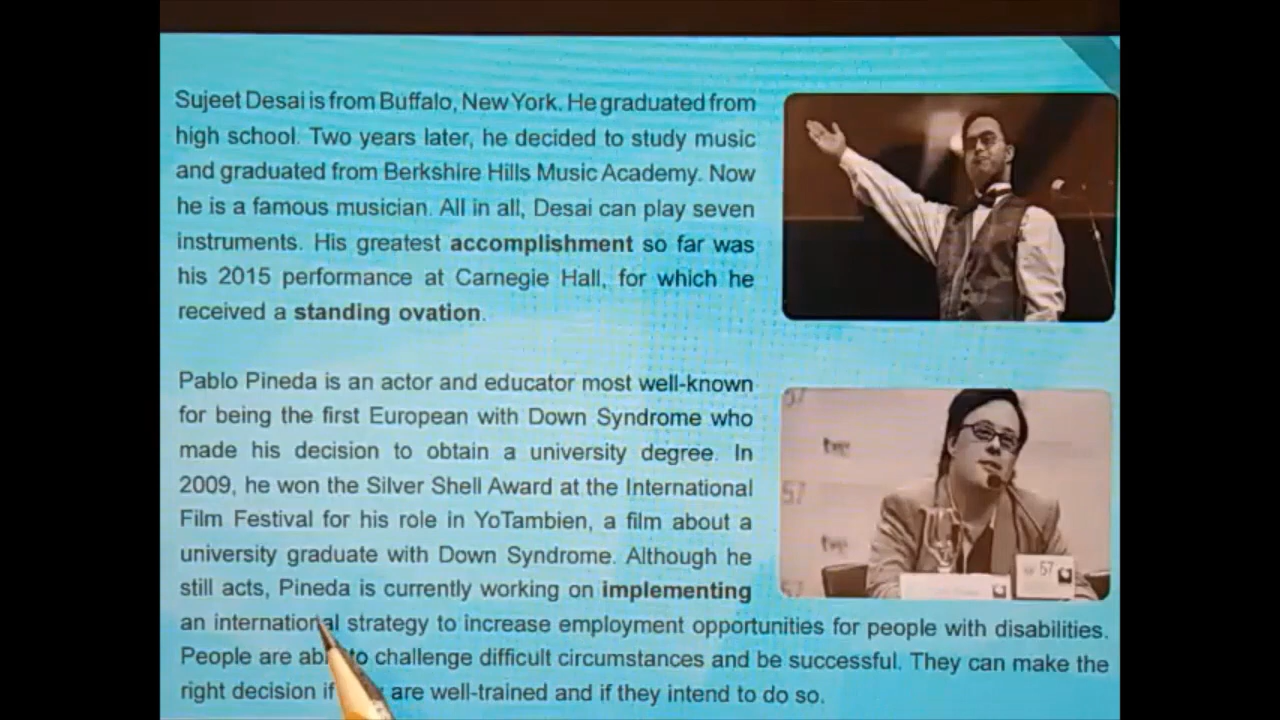 Sujeet Desai is from Buffalo, New York. He graduated from
high school. Two years later, he decided to study music
and graduated from Berkshire Hills Music Academy. Now
he is a famous musician. All in all, Desai can play seven
instruments. His greatest accomplishment so far was
his 2015 performance at Carnegie Hall, for which he
received a standing ovation.
Pablo Pineda is an actor and educator most well-known
for being the first European with Down Syndrome who
made his decision to obtain a university degree. In
2009, he won the Silver Shell Award at the International
Film Festival for his role in YoTambien, a film about a
university graduate with Down Syndrome. Although he
still acts, Pineda is currently working on implementing
an international strategy to increase employment opportunities for people with disabilities.
People are to challenge difficult circumstances and be successful. They can make the
right decision if are well-trained and if they intend to do so.
57
57